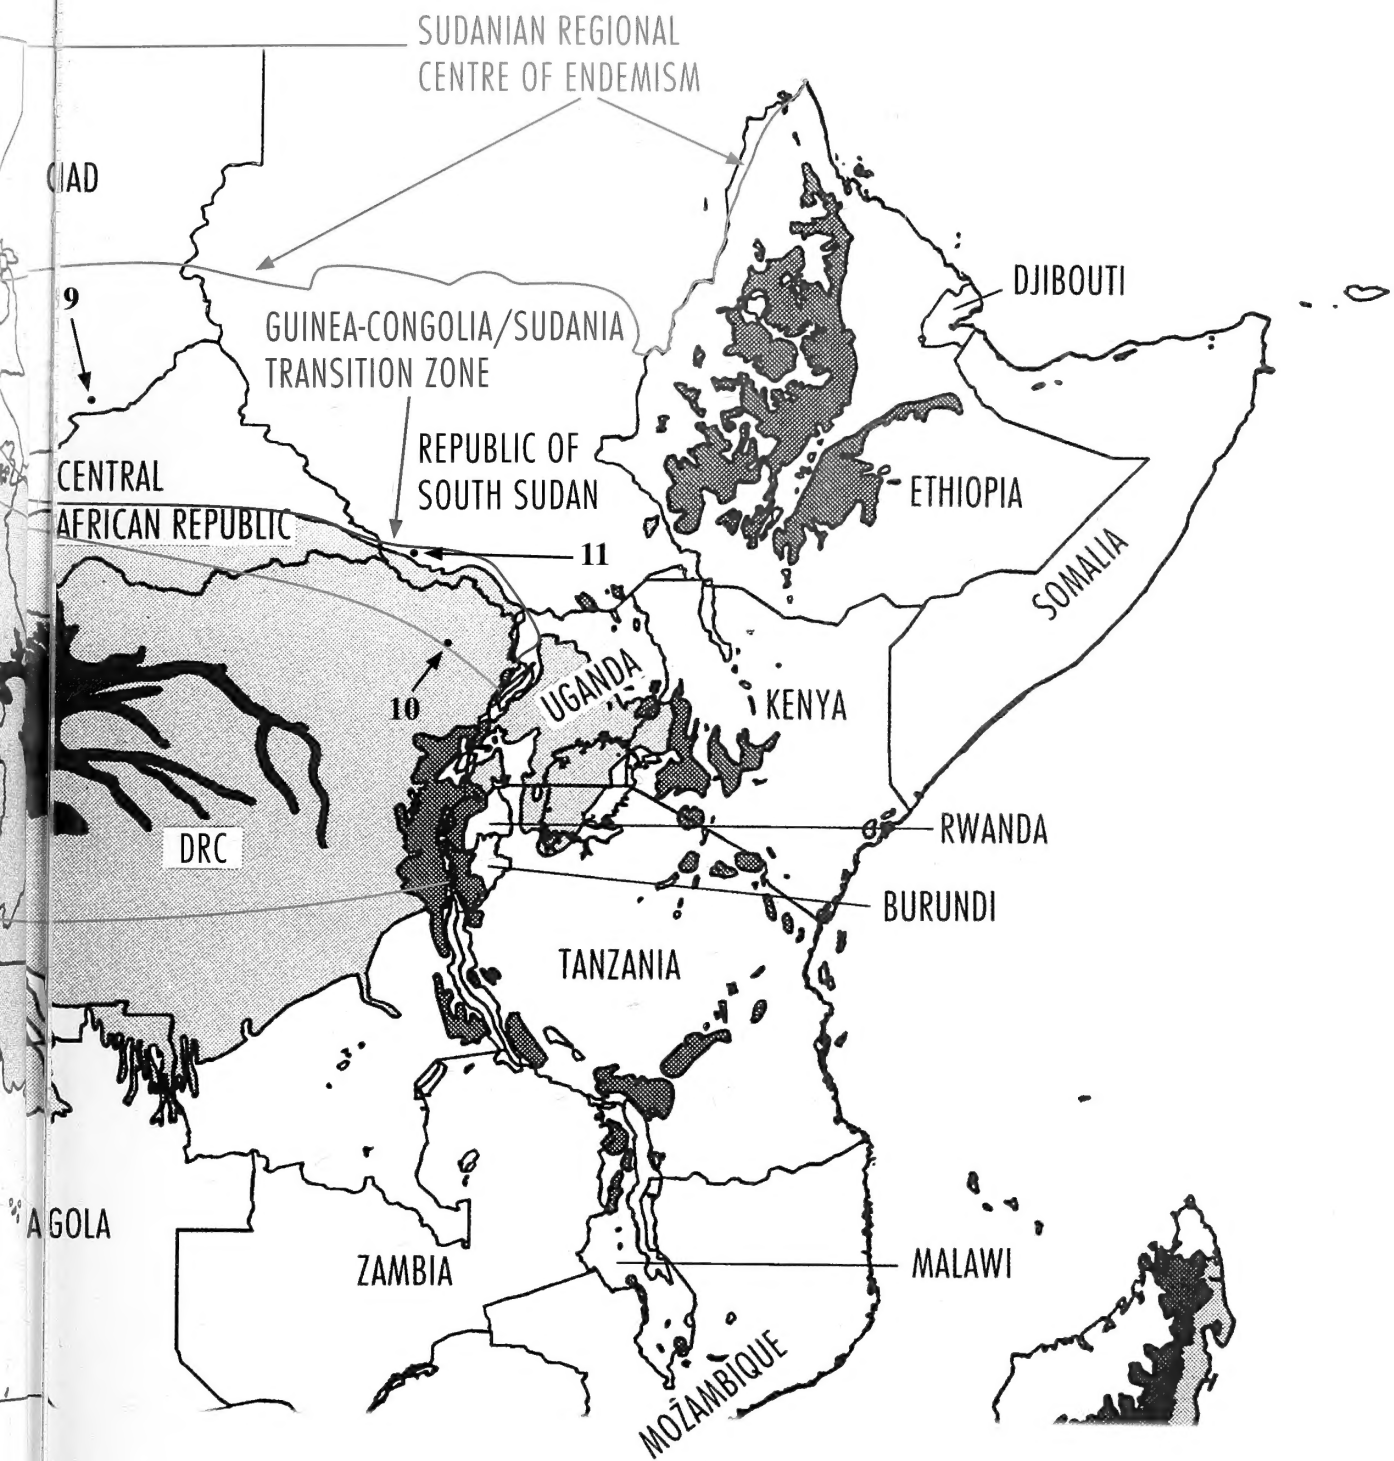 SUDANIAN REGIONAL
CENTRE OF ENDEMISM
DJIBOUTI
9
GUINEA-CONGOLIA/SUDANIA
TRANSITION ZONE
REPUBLIC OF
SOUTH SUDAN
CENTRAL
AFRICAN REPUBLIC
ETHIOPIA
11
SOMALIA
UGANDA
10
KENYA
DRC
RWANDA
BURUNDI
TANZANIA
ZAMBIA
MALAWI
MOZAMBIQUE